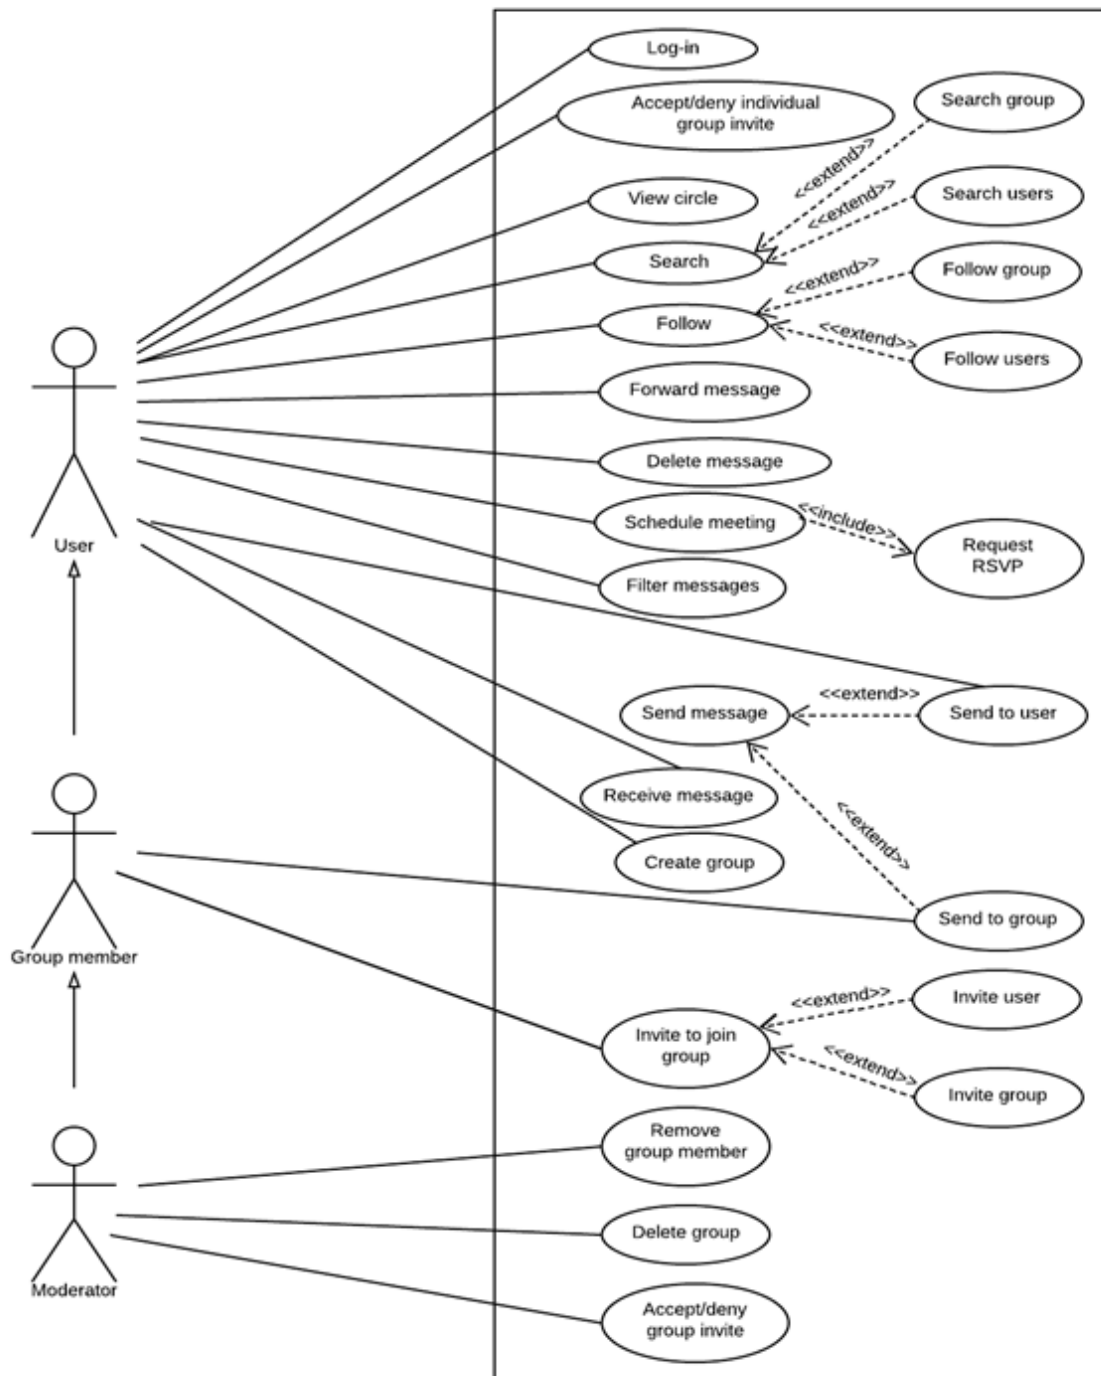 Log-in
Accept/deny individual
group invite
Search group
<<extend>>
View circle
<<extend>>
Search users
Search
<<extend>>
Follow group
Follow
<<extend>>
Follow users
Forward message
Delete message
Schedule meeting
<<include>>
Request
RSVP
User
Filter messages
Send message
<<extend>>
Send to user
Receive message
<<extend>>
Create group
Send to group
Group member
Invite to join
group
<<extend>>
Invite user
<<extend>>
Invite group
Remove
group member
Delete group
Moderator
Accept/deny
group invite